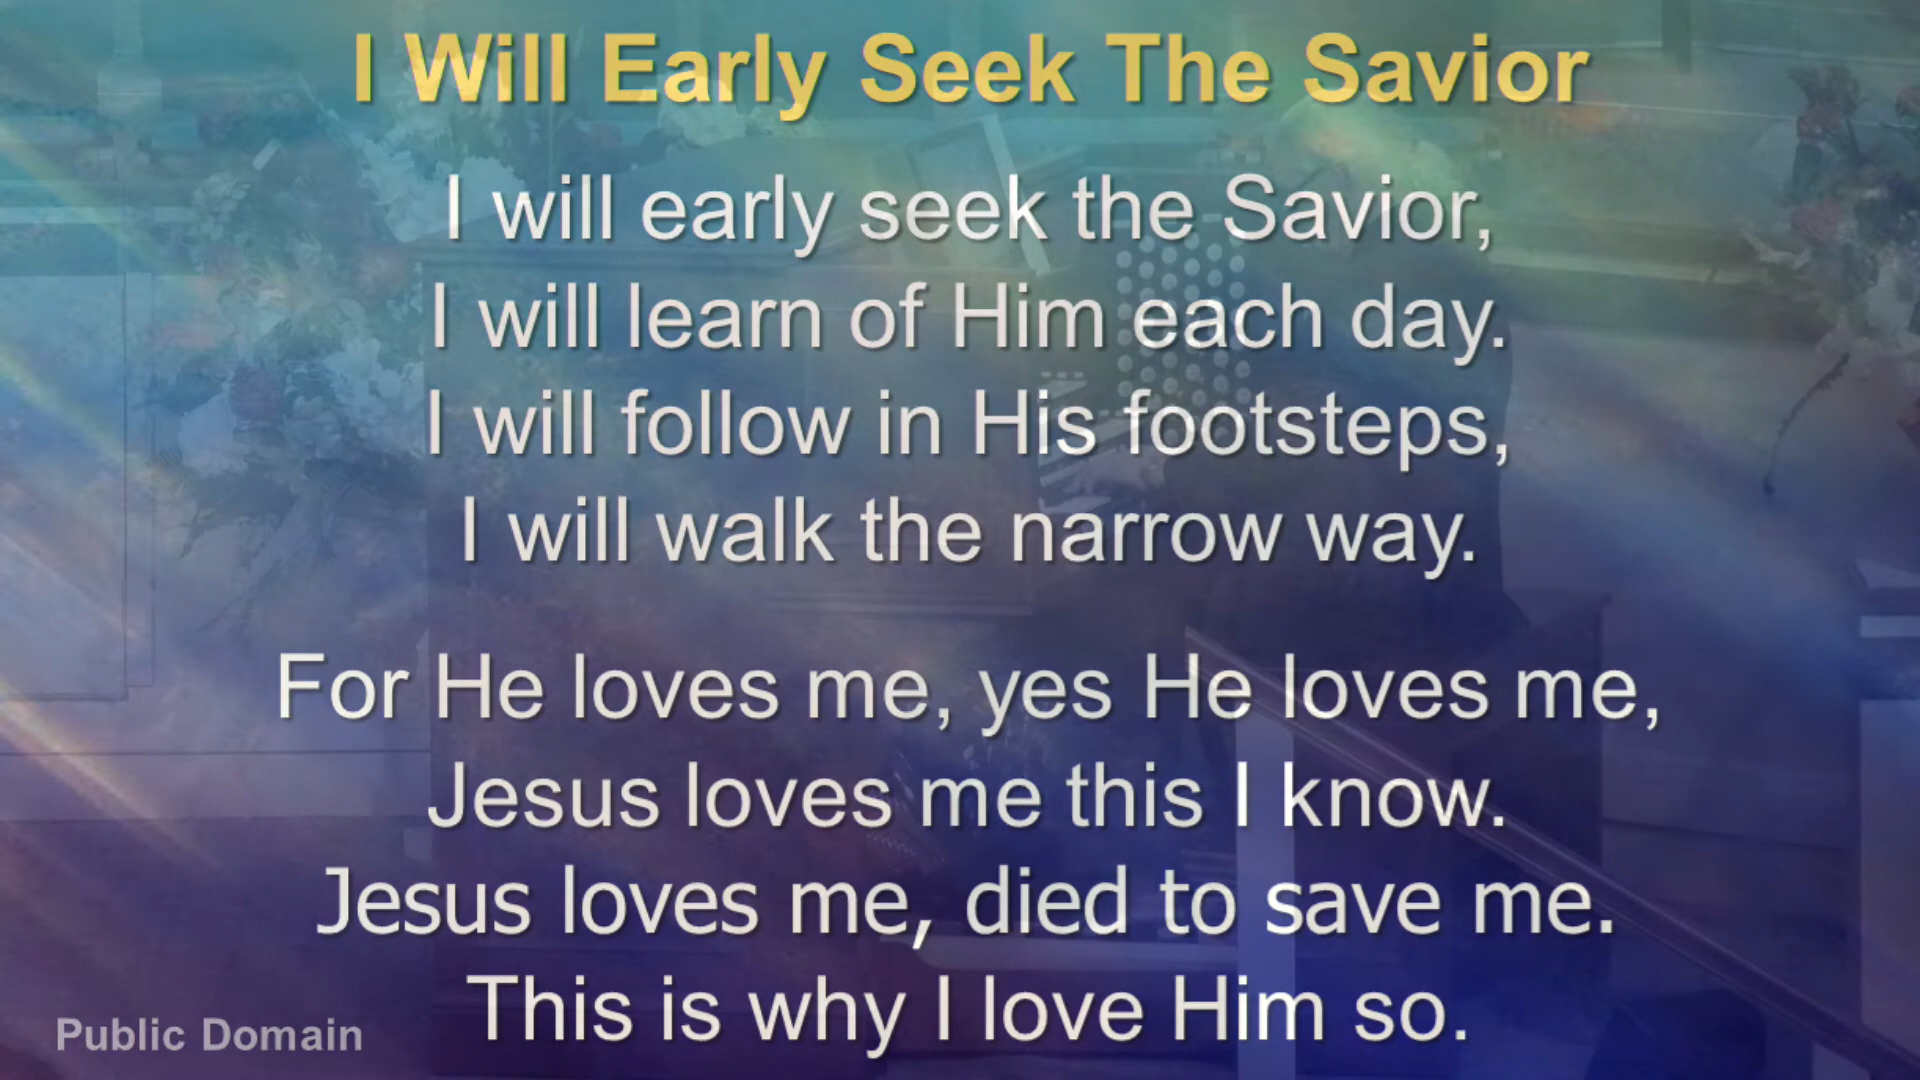 I Will Early Seek The Savior
I will early seek the Savior,
I will learn of Him each day.
I will follow in His footsteps,
I will walk the narrow way.
For He loves me, yes He loves me,
Jesus loves me this I know.
Jesus loves me, died to save me.
This is why I love Him so.
Public Domain